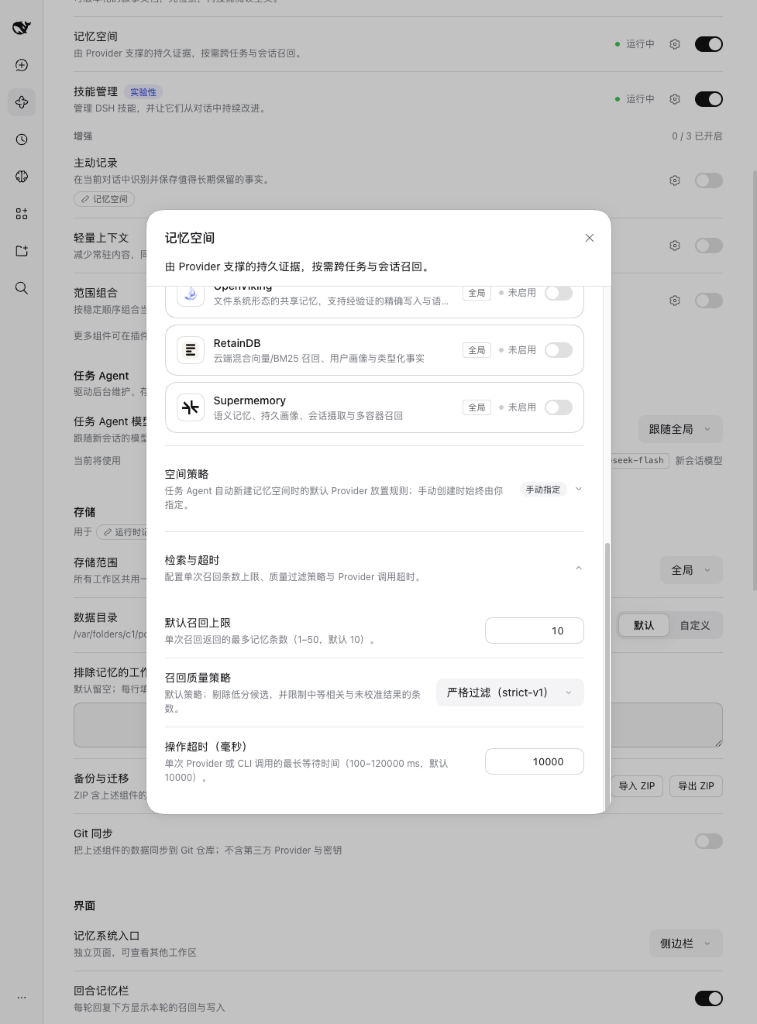 记忆空间
由 Provider 支撑的持久证据，按需跨任务与会话召回。
运行中
技能管理 实验性
管理 DSH 技能，并让它们从对话中持续改进。
运行中
增强
0 / 3 已开启
主动记录
在当前对话中识别并保存值得长期保留的事实。
记忆空间
轻量上下文
减少常驻内容、
范围组合
按稳定顺序组合
更多组件可在插件
任务 Agent
驱动后台维护、
任务 Agent 模
跟随新会话的模型
跟随全局
当前将使用
seek-flash 新会话模型
存储
用于 运行时记
存储范围
所有工作区共用一
全局
数据目录
/var/folders/c1/pc
默认 自定义
排除记忆的工作
默认留空；每行填
备份与迁移
ZIP 含上述组件的
导入 ZIP 导出 ZIP
Git 同步
把上述组件的数据同步到 Git 仓库；不含第三方 Provider 与密钥
界面
记忆系统入口
独立页面，可查看其他工作区
侧边栏
回合记忆栏
每轮回复下方显示本轮的召回与写入
记忆空间
由 Provider 支撑的持久证据，按需跨任务与会话召回。
OpenViking
文件系统形态的共享记忆，支持经验证的精确写入与语...
全局 未启用
RetainDB
云端混合向量/BM25 召回、用户画像与类型化事实
全局 未启用
Supermemory
语义记忆、持久画像、会话摄取与多容器召回
全局 未启用
空间策略
任务 Agent 自动新建记忆空间时的默认 Provider 放置规则；手动创建时始终由你
指定。
手动指定
检索与超时
配置单次召回条数上限、质量过滤策略与 Provider 调用超时。
默认召回上限
单次召回返回的最多记忆条数（1–50，默认 10）。
10
召回质量策略
默认策略；剔除低分候选，并限制中等相关与未校准结果的条
数。
严格过滤（strict-v1）
操作超时（毫秒）
单次 Provider 或 CLI 调用的最长等待时间（100–120000 ms，默认
10000）。
10000